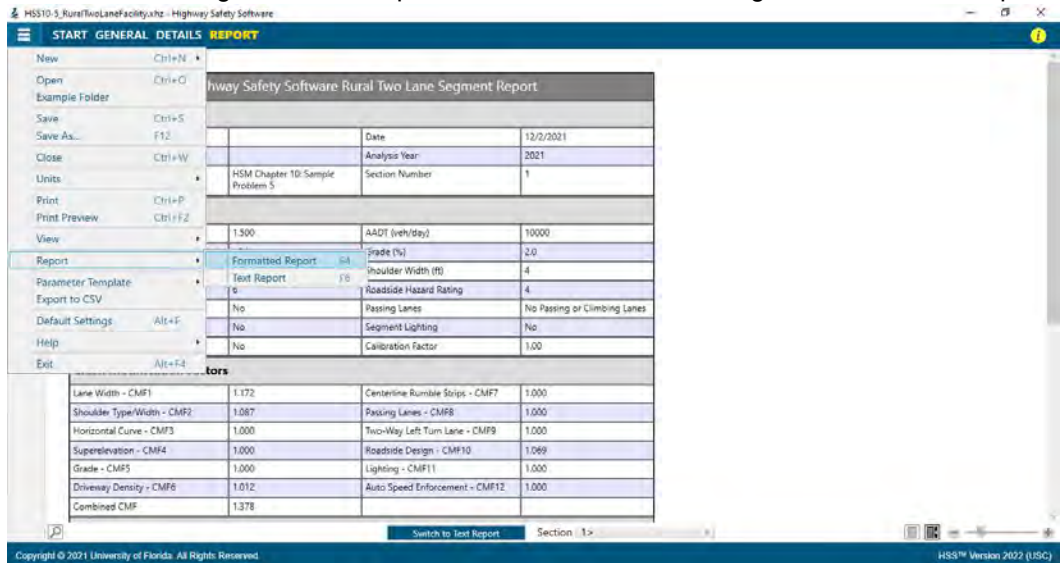 HSS10-5_RuralTwoLaneFacility.xhz - Highway Safety Software
START GENERAL DETAILS REPORT
New Ctrl+N
Open Ctrl+O
Example Folder
Save Ctrl+S
Save As... F12
Close Ctrl+W
Units
Print Ctrl+P
Print Preview Ctrl+F2
View
Report
Parameter Template
Export to CSV
Default Settings Alt+F
Help
Exit Alt+F4
Formatted Report F4
Text Report F6
hway Safety Software Rural Two Lane Segment Report
Date 12/2/2021
Analysis Year 2021
HSM Chapter 10: Sample Problem 5 Section Number 1
1.500 AADT (veh/day) 10000
Grade (%) 2.0
Shoulder Width (ft) 4
6 Roadside Hazard Rating 4
No Passing Lanes No Passing or Climbing Lanes
No Segment Lighting No
No Calibration Factor 1.00
tors
Lane Width - CMF1 1.172 Centerline Rumble Strips - CMF7 1.000
Shoulder Type/Width - CMF2 1.087 Passing Lanes - CMF8 1.000
Horizontal Curve - CMF3 1.000 Two-Way Left Turn Lane - CMF9 1.000
Superelevation - CMF4 1.000 Roadside Design - CMF10 1.069
Grade - CMF5 1.000 Lighting - CMF11 1.000
Driveway Density - CMF6 1.012 Auto Speed Enforcement - CMF12 1.000
Combined CMF 1.378
Switch to Text Report Section 1>
Copyright © 2021 University of Florida. All Rights Reserved. HSS™ Version 2022 (USC)